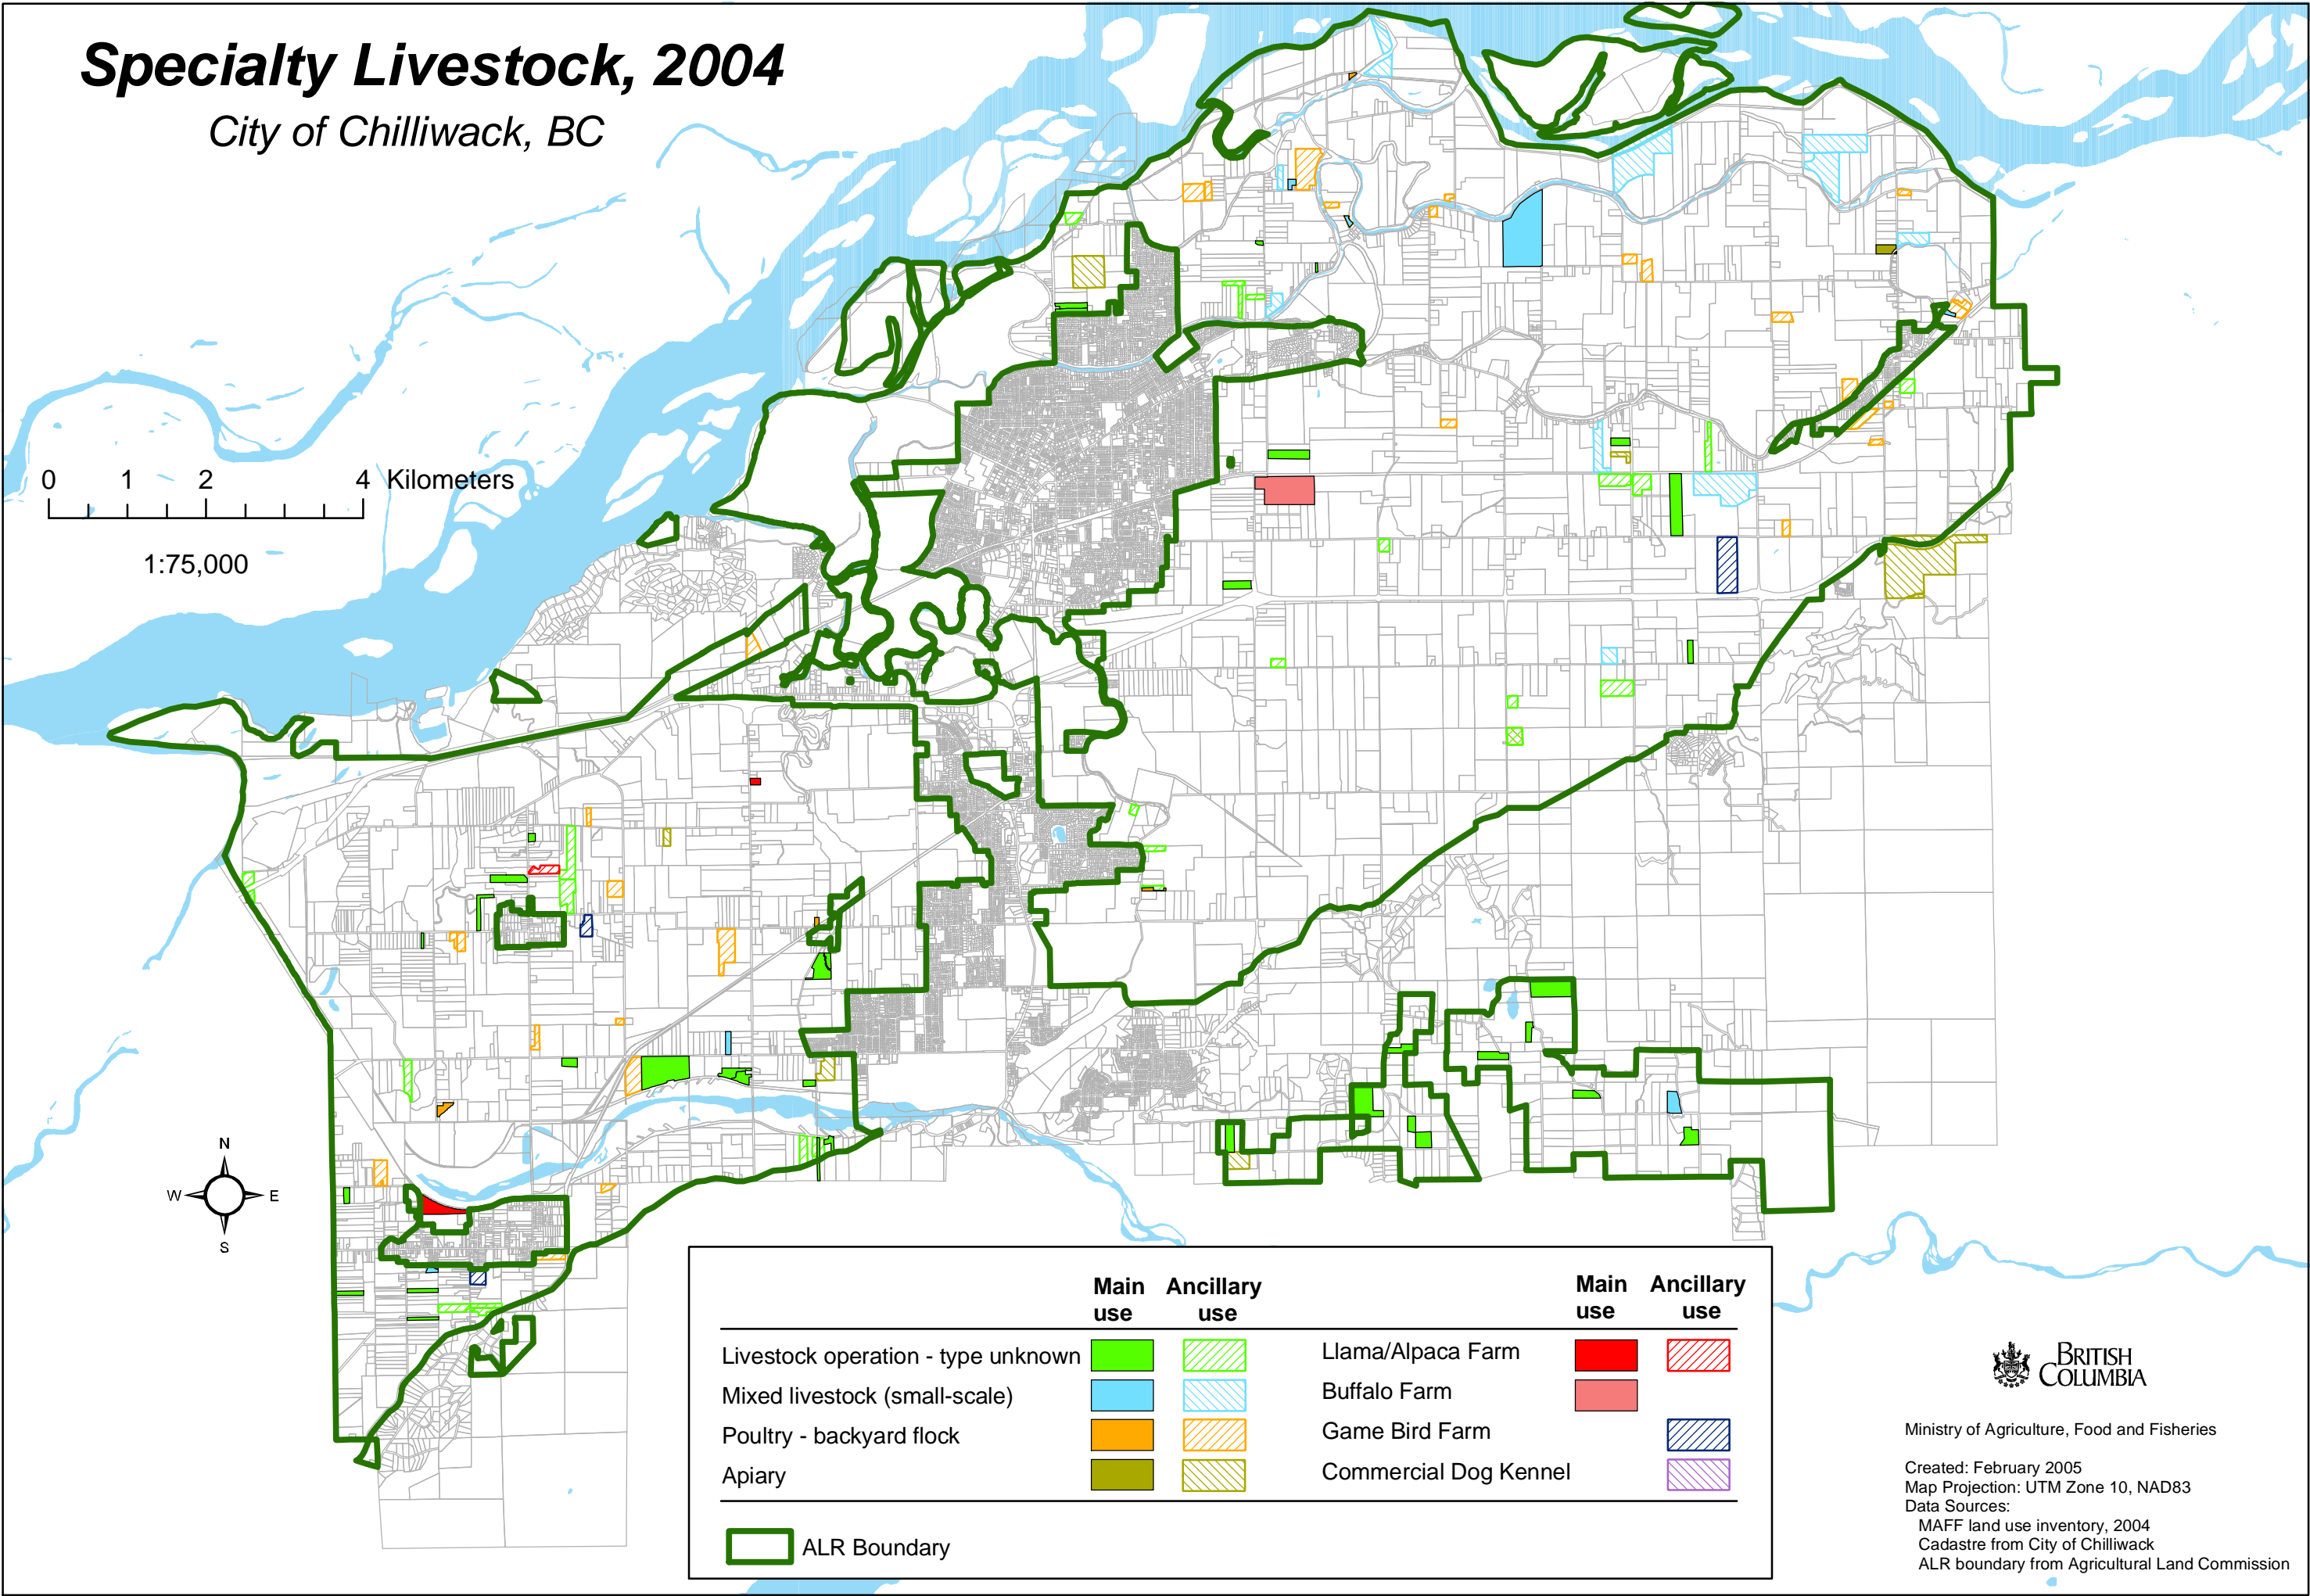 Specialty Livestock, 2004
City of Chilliwack, BC
0 1 2 4 Kilometers
1:75,000
N
W E
S
Main use Ancillary use Main use Ancillary use
Livestock operation - type unknown
Mixed livestock (small-scale)
Poultry - backyard flock
Apiary
Llama/Alpaca Farm
Buffalo Farm
Game Bird Farm
Commercial Dog Kennel
ALR Boundary
BRITISH
COLUMBIA
Ministry of Agriculture, Food and Fisheries
Created: February 2005
Map Projection: UTM Zone 10, NAD83
Data Sources:
MAFF land use inventory, 2004
Cadastre from City of Chilliwack
ALR boundary from Agricultural Land Commission